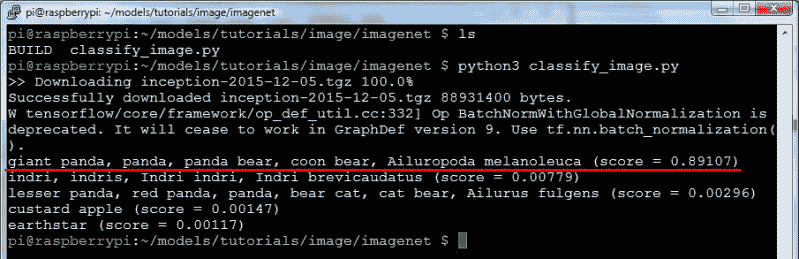 pi@raspberrypi: ~/models/tutorials/image/imagenet
pi@raspberrypi:~/models/tutorials/image/imagenet $ ls
BUILD  classify_image.py
pi@raspberrypi:~/models/tutorials/image/imagenet $ python3 classify_image.py
>> Downloading inception-2015-12-05.tgz 100.0%
Successfully downloaded inception-2015-12-05.tgz 88931400 bytes.
W tensorflow/core/framework/op_def_util.cc:332] Op BatchNormWithGlobalNormalization is
deprecated. It will cease to work in GraphDef version 9. Use tf.nn.batch_normalization(
).
giant panda, panda, panda bear, coon bear, Ailuropoda melanoleuca (score = 0.89107)
indri, indris, Indri indri, Indri brevicaudatus (score = 0.00779)
lesser panda, red panda, panda, bear cat, cat bear, Ailurus fulgens (score = 0.00296)
custard apple (score = 0.00147)
earthstar (score = 0.00117)
pi@raspberrypi:~/models/tutorials/image/imagenet $